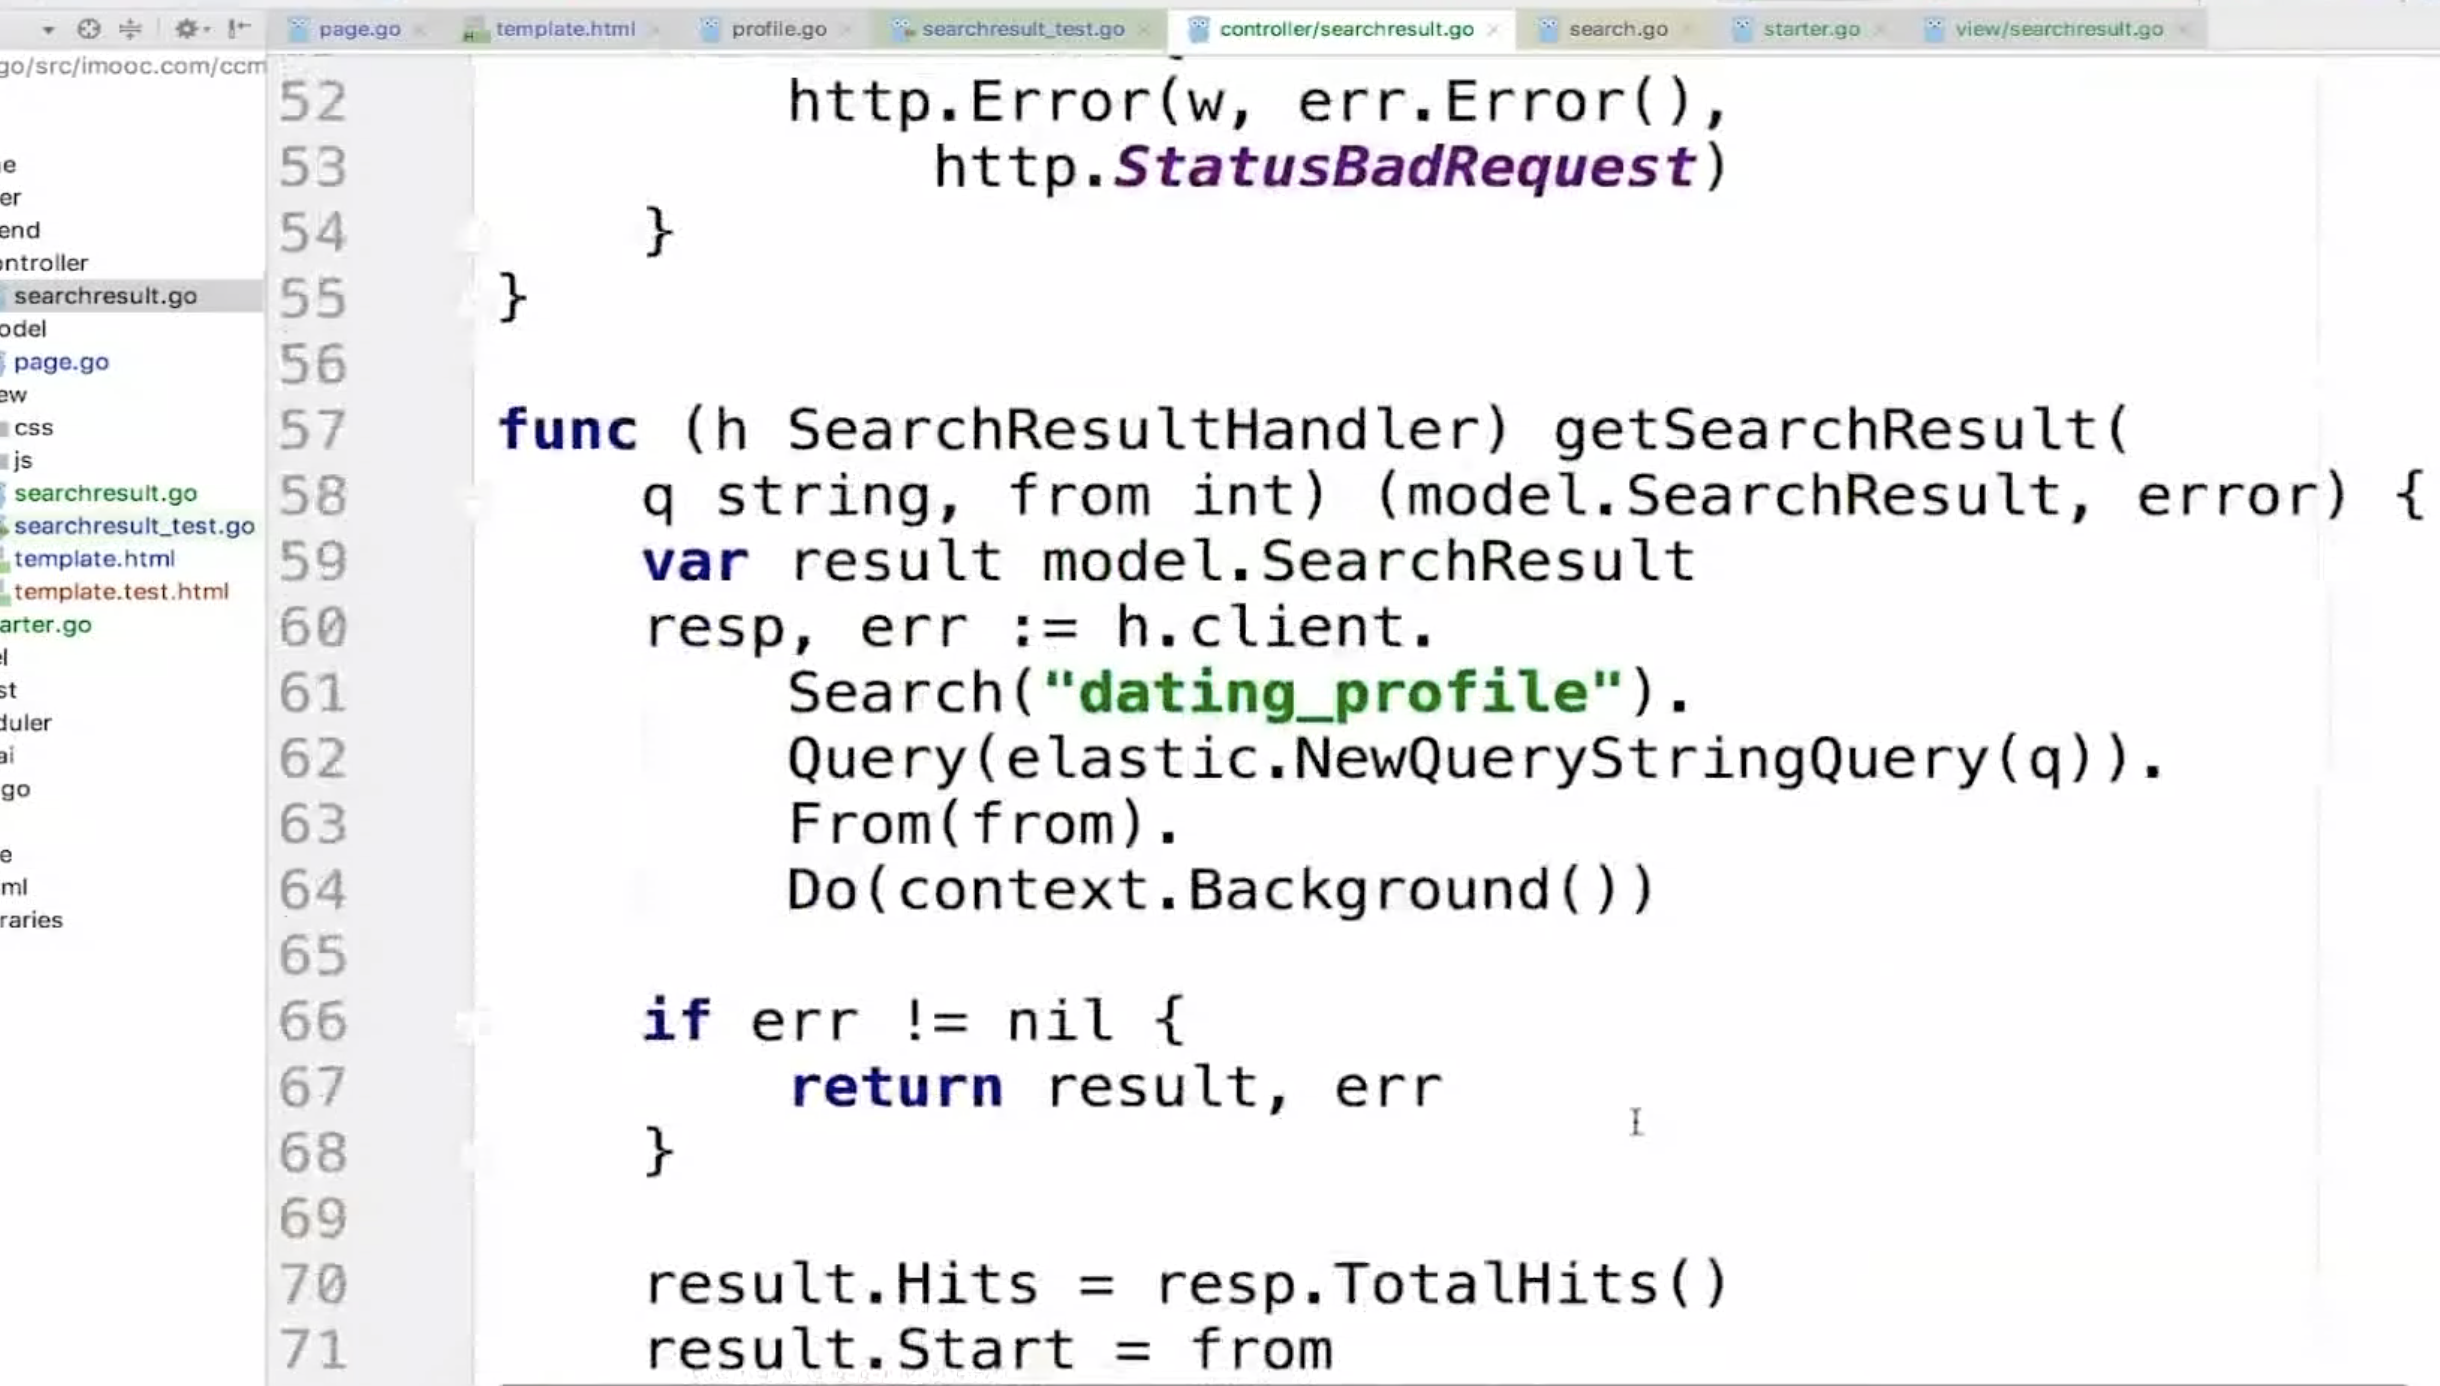 page.go
template.html
profile.go
searchresult_test.go
controller/searchresult.go
search.go
starter.go
view/searchresult.go
go/src/imooc.com/ccm
e
er
end
ontroller
searchresult.go
odel
page.go
ew
css
js
searchresult.go
searchresult_test.go
template.html
template.test.html
arter.go
el
st
duler
ai
go
e
ml
raries
52 http.Error(w, err.Error(),
53 http.StatusBadRequest)
54 }
55 }
56
57 func (h SearchResultHandler) getSearchResult(
58 q string, from int) (model.SearchResult, error) {
59 var result model.SearchResult
60 resp, err := h.client.
61 Search("dating_profile").
62 Query(elastic.NewQueryStringQuery(q)).
63 From(from).
64 Do(context.Background())
65
66 if err != nil {
67 return result, err
68 }
69
70 result.Hits = resp.TotalHits()
71 result.Start = from